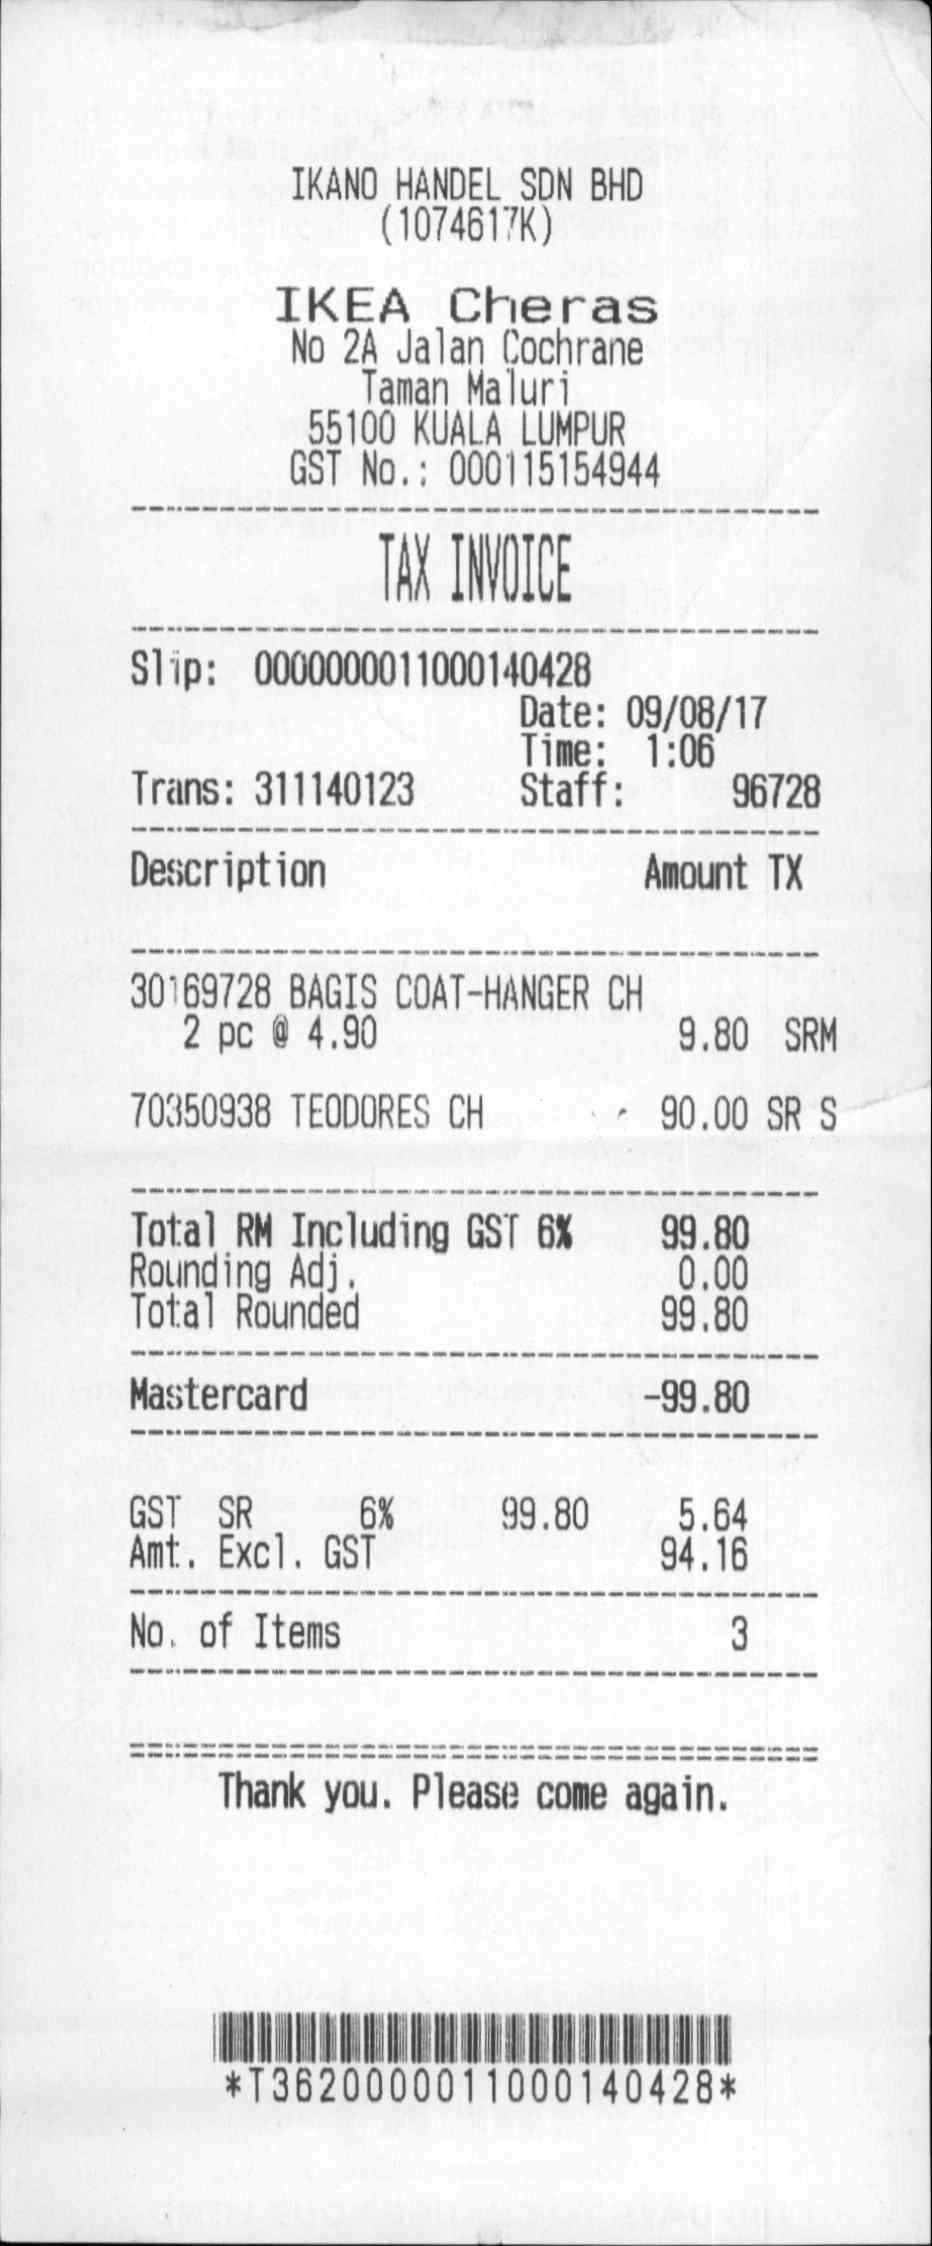 IKANO HANDEL SDN BHD
(1074617K)
IKEA Cheras
No 2A Jalan Cochrane
Taman Maluri
55100 KUALA LUMPUR
GST No.: 000115154944
TAX INVOICE
Slip: 0000000011000140428
Date: 09/08/17
Time: 1:06
Trans: 311140123 Staff: 96728
Description Amount TX
30169728 BAGIS COAT-HANGER CH
2 pc @ 4.90 9.80 SRM
70350938 TEODORES CH 90.00 SR S
Total RM Including GST 6% 99.80
Rounding Adj. 0.00
Total Rounded 99.80
Mastercard -99.80
GST SR 6% 99.80 5.64
Amt. Excl. GST 94.16
No. of Items 3
Thank you. Please come again.
*T3620000011000140428*